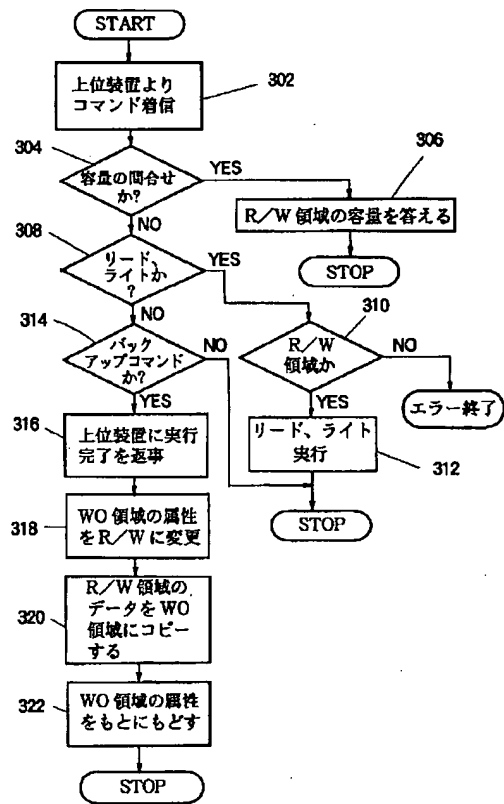 START
302
上位装置より
コマンド着信
304
容量の問合せ
か?
YES
NO
306
R/W 領域の容量を答える
STOP
308
リード、
ライトか
?
YES
NO
310
R/W
領域か
NO
YES
エラー終了
リード、ライト
実行
312
STOP
314
バック
アップコマンド
か?
NO
YES
316
上位装置に実行
完了を返事
318
WO 領域の属性
をR/Wに変更
320
R/W 領域の
データを WO
領域にコピー
する
322
WO 領域の属性
をもとにもどす
STOP